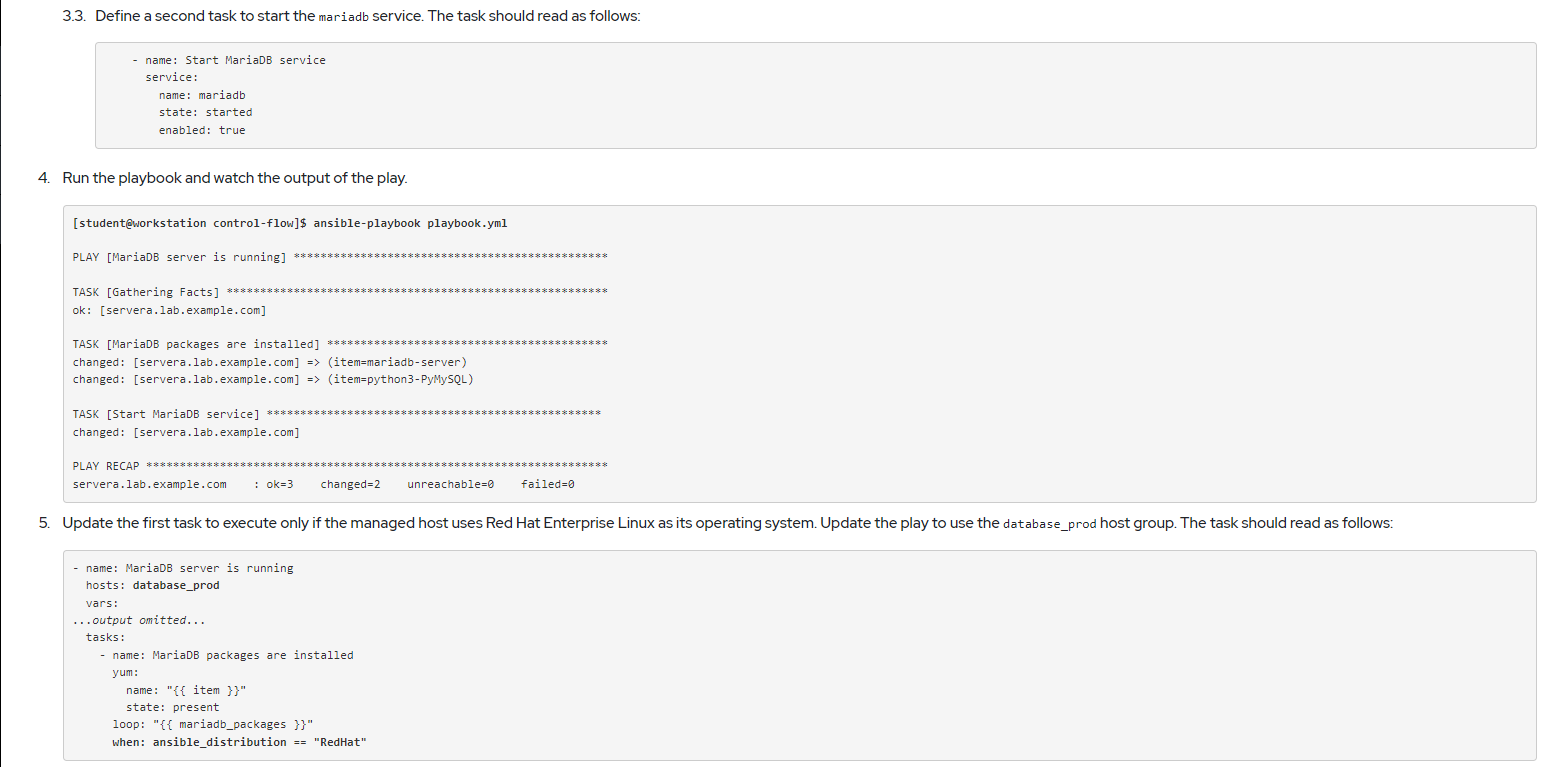 3.3. Define a second task to start the mariadb service. The task should read as follows:
- name: Start MariaDB service
service:
name: mariadb
state: started
enabled: true
4. Run the playbook and watch the output of the play.
[student@workstation control-flow]$ ansible-playbook playbook.yml
PLAY [MariaDB server is running] ***********************************************
TASK [Gathering Facts] *********************************************************
ok: [servera.lab.example.com]
TASK [MariaDB packages are installed] ******************************************
changed: [servera.lab.example.com] => (item=mariadb-server)
changed: [servera.lab.example.com] => (item=python3-PyMySQL)
TASK [Start MariaDB service] **************************************************
changed: [servera.lab.example.com]
PLAY RECAP *********************************************************************
servera.lab.example.com    : ok=3    changed=2    unreachable=0    failed=0
5. Update the first task to execute only if the managed host uses Red Hat Enterprise Linux as its operating system. Update the play to use the database_prod host group. The task should read as follows:
- name: MariaDB server is running
hosts: database_prod
vars:
...output omitted...
tasks:
- name: MariaDB packages are installed
yum:
name: "{{ item }}"
state: present
loop: "{{ mariadb_packages }}"
when: ansible_distribution == "RedHat"